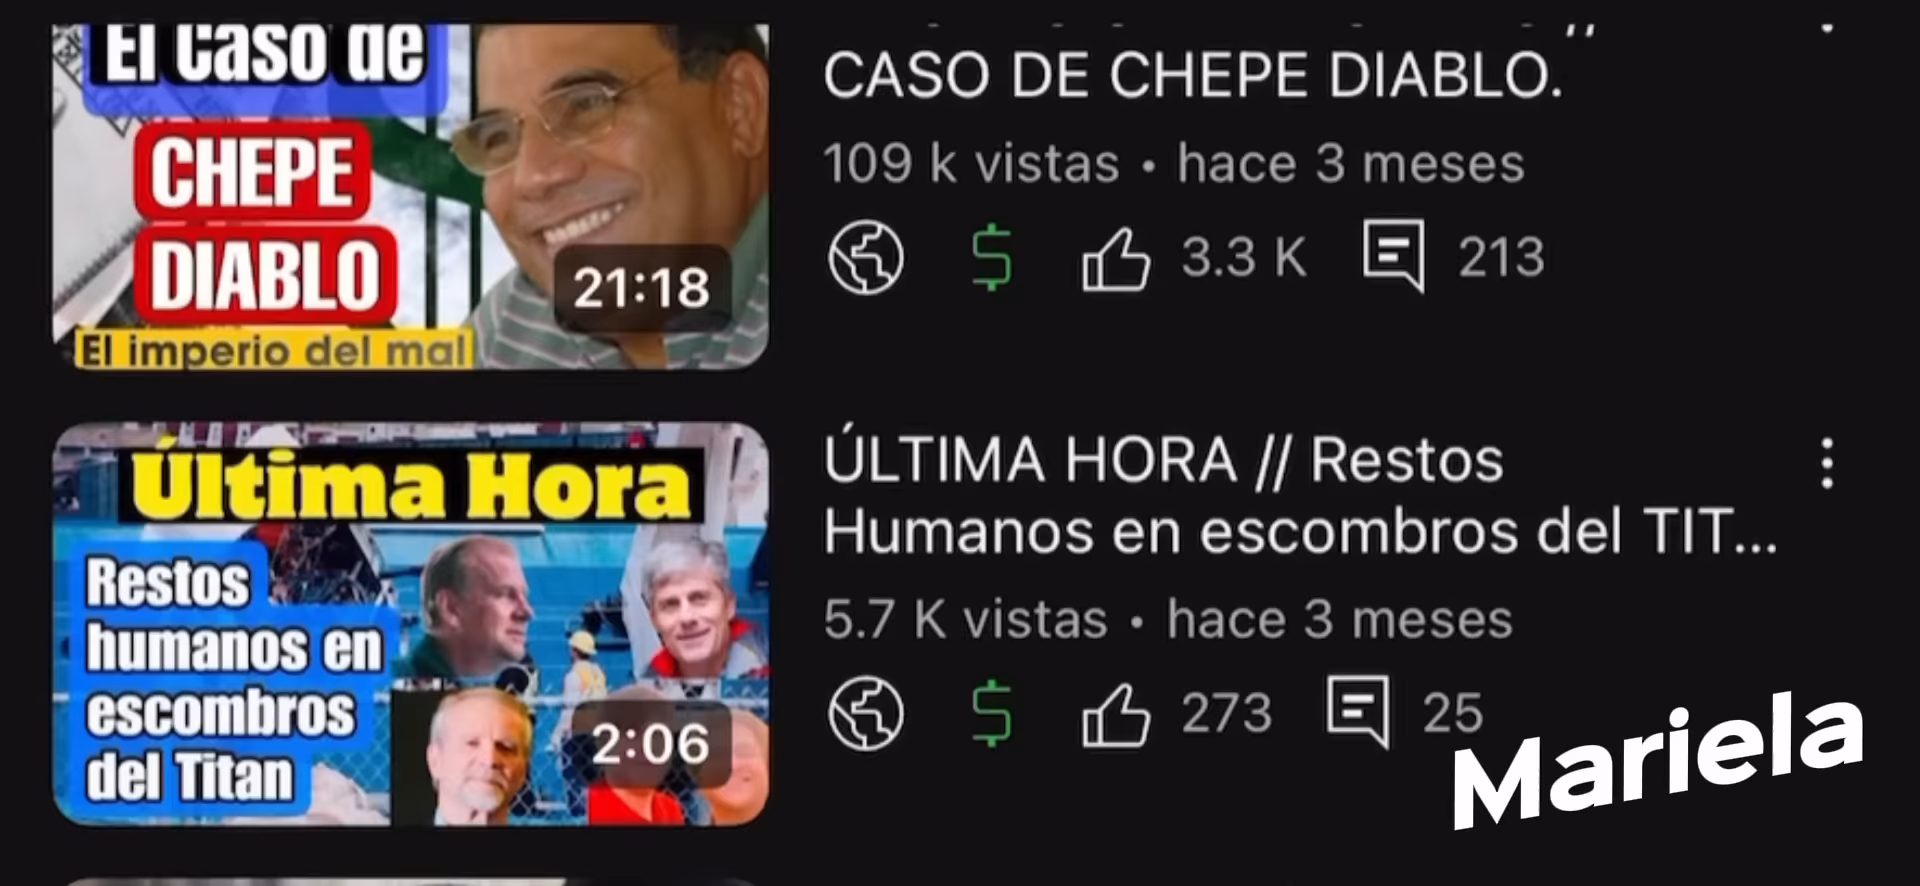 El Caso de
CHEPE
DIABLO
El imperio del mal
21:18
CASO DE CHEPE DIABLO.
109 k vistas • hace 3 meses
3.3 K
213
Última Hora
Restos
humanos en
escombros
del Titan
2:06
ÚLTIMA HORA // Restos
Humanos en escombros del TIT...
5.7 K vistas • hace 3 meses
273
25
Mariela